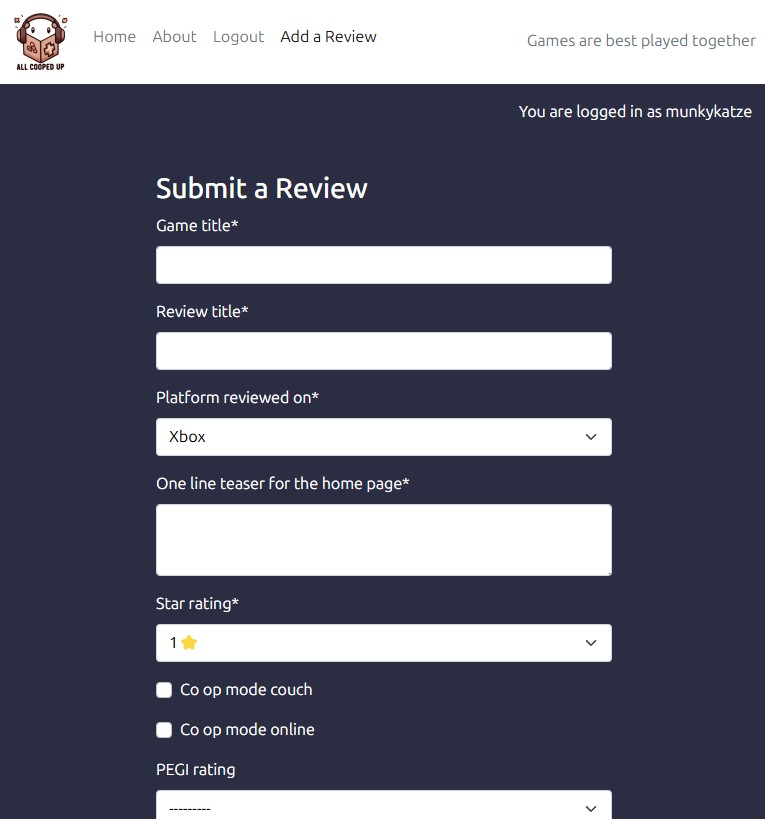 Home About Logout Add a Review
Games are best played together
ALL COOPED UP
You are logged in as munkykatze
Submit a Review
Game title*
Review title*
Platform reviewed on*
Xbox
One line teaser for the home page*
Star rating*
1
Co op mode couch
Co op mode online
PEGI rating
---------